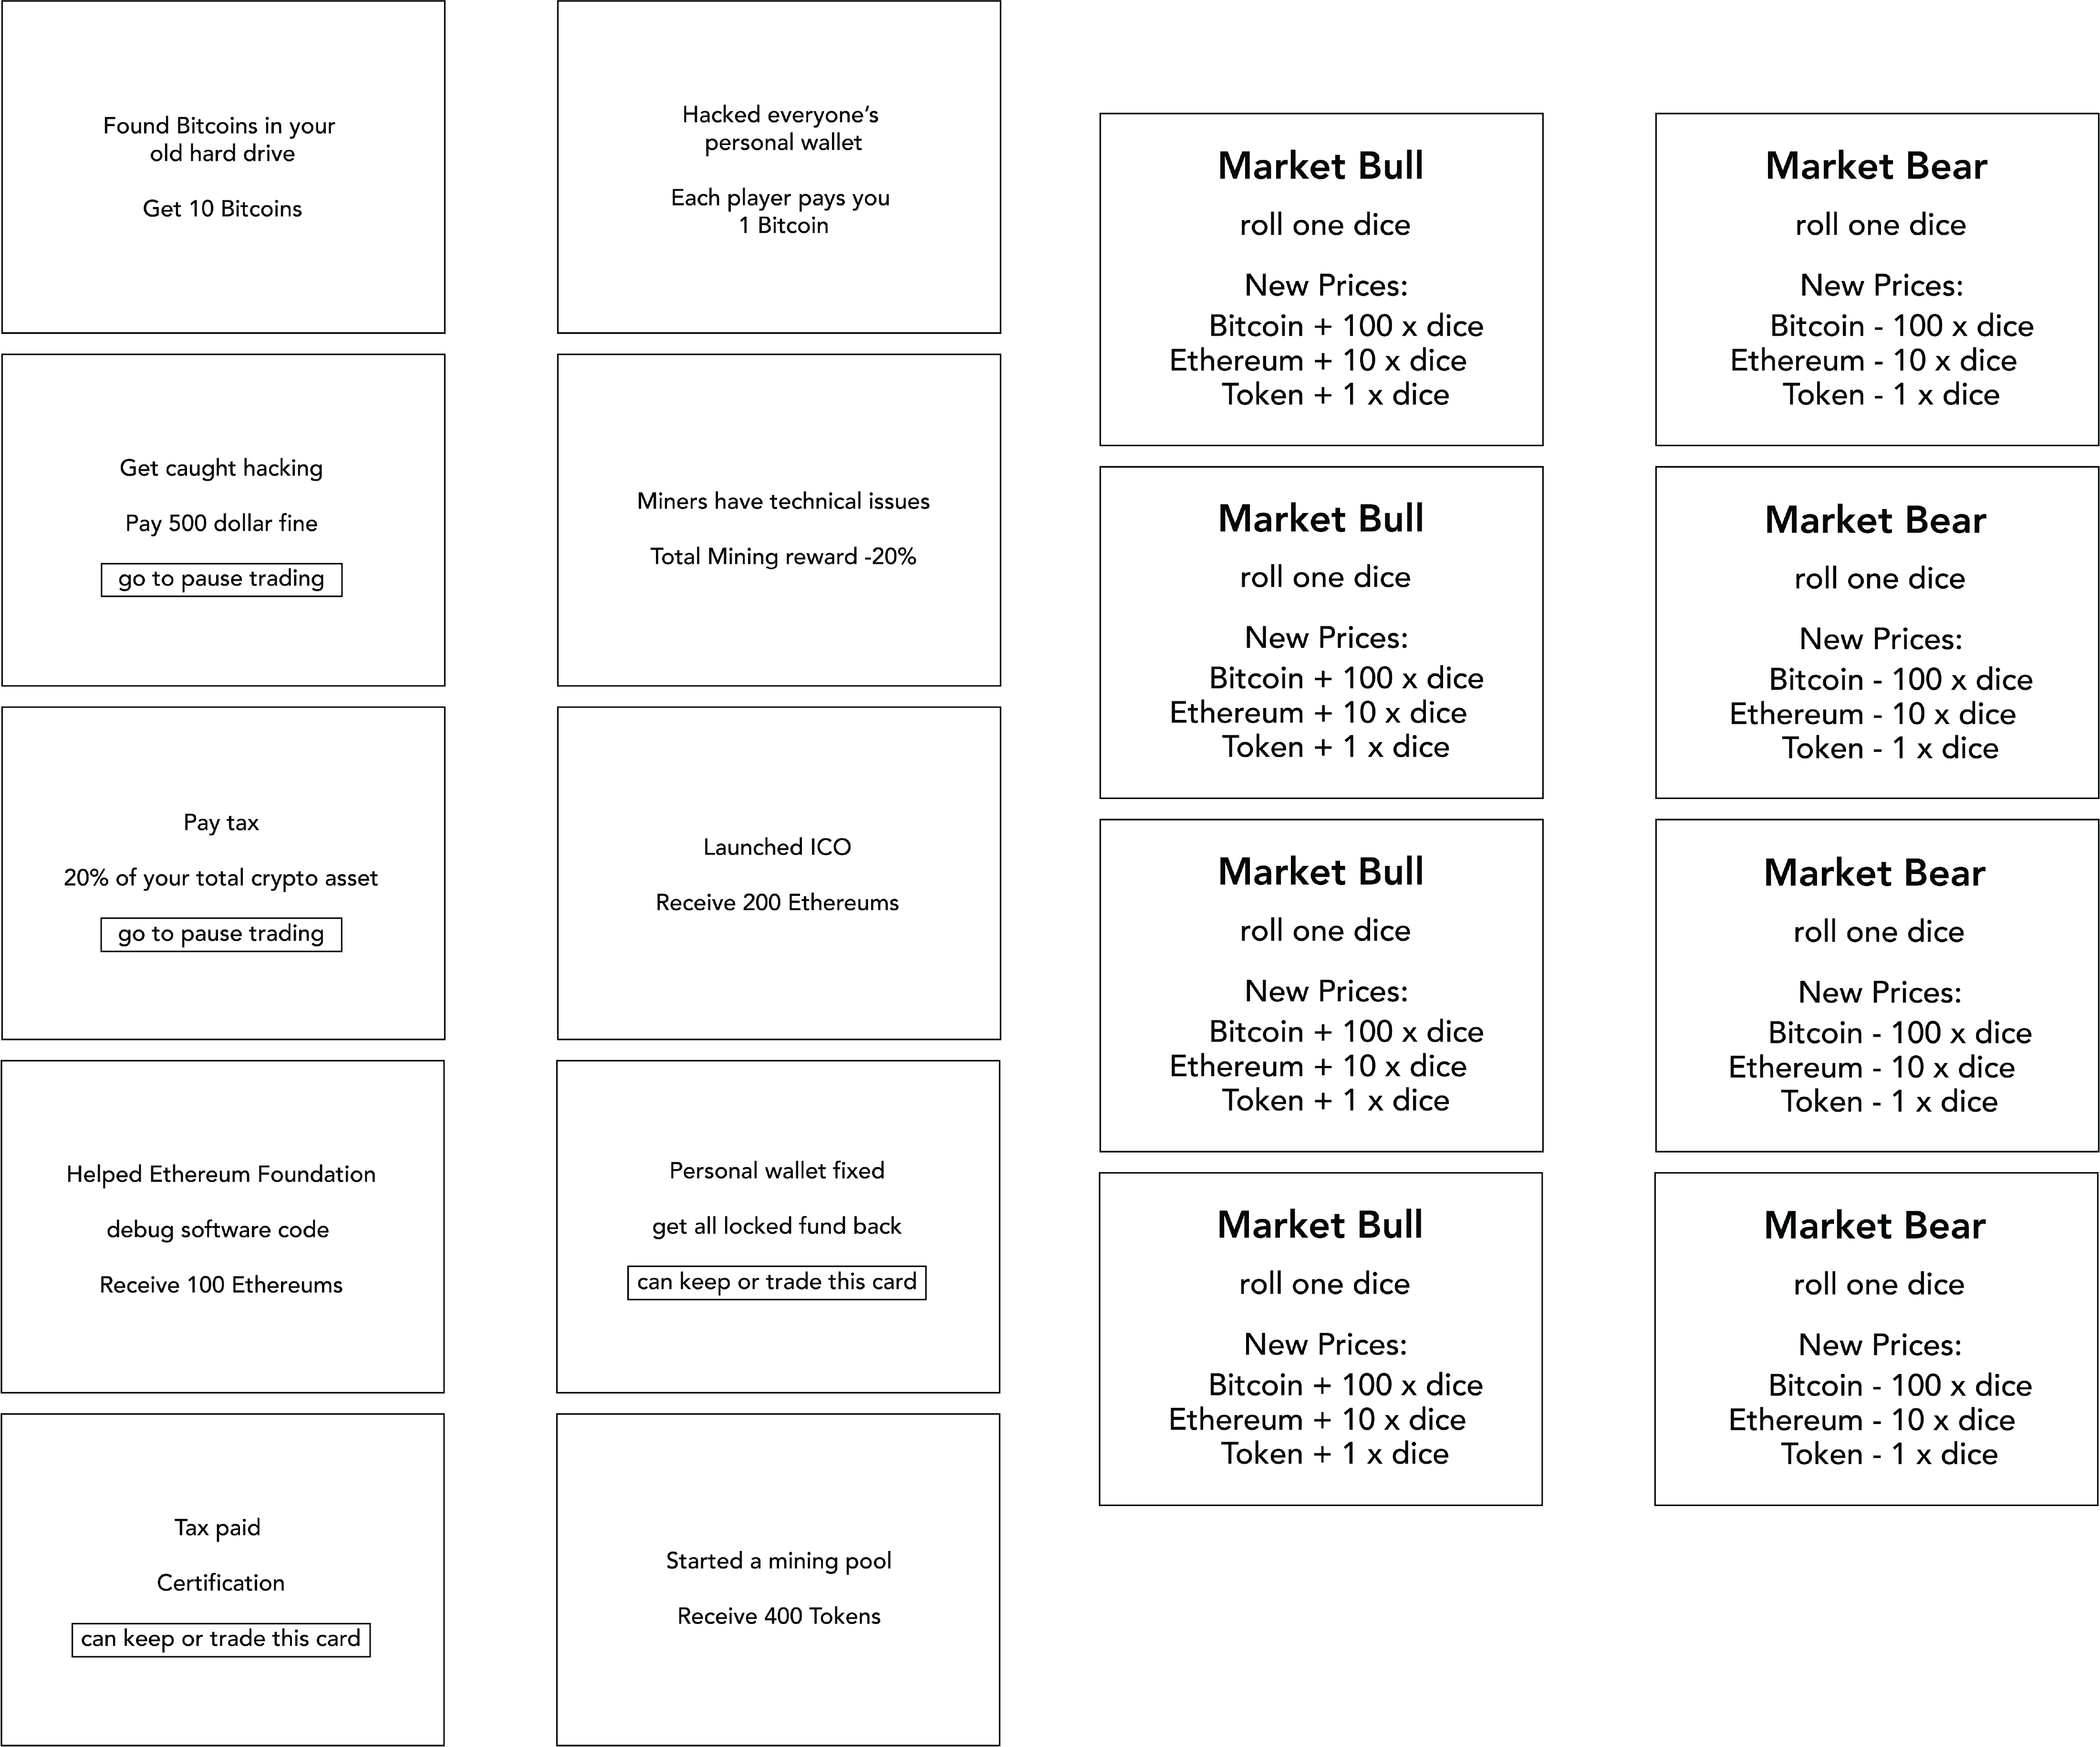 Found Bitcoins in your
old hard drive
Get 10 Bitcoins
Get caught hacking
Pay 500 dollar fine
go to pause trading
Pay tax
20% of your total crypto asset
go to pause trading
Helped Ethereum Foundation
debug software code
Receive 100 Ethereums
Tax paid
Certification
can keep or trade this card
Hacked everyone’s
personal wallet
Each player pays you
1 Bitcoin
Miners have technical issues
Total Mining reward -20%
Launched ICO
Receive 200 Ethereums
Personal wallet fixed
get all locked fund back
can keep or trade this card
Started a mining pool
Receive 400 Tokens
Market Bull
roll one dice
New Prices:
Bitcoin + 100 x dice
Ethereum + 10 x dice
Token + 1 x dice
Market Bull
roll one dice
New Prices:
Bitcoin + 100 x dice
Ethereum + 10 x dice
Token + 1 x dice
Market Bull
roll one dice
New Prices:
Bitcoin + 100 x dice
Ethereum + 10 x dice
Token + 1 x dice
Market Bull
roll one dice
New Prices:
Bitcoin + 100 x dice
Ethereum + 10 x dice
Token + 1 x dice
Market Bear
roll one dice
New Prices:
Bitcoin - 100 x dice
Ethereum - 10 x dice
Token - 1 x dice
Market Bear
roll one dice
New Prices:
Bitcoin - 100 x dice
Ethereum - 10 x dice
Token - 1 x dice
Market Bear
roll one dice
New Prices:
Bitcoin - 100 x dice
Ethereum - 10 x dice
Token - 1 x dice
Market Bear
roll one dice
New Prices:
Bitcoin - 100 x dice
Ethereum - 10 x dice
Token - 1 x dice